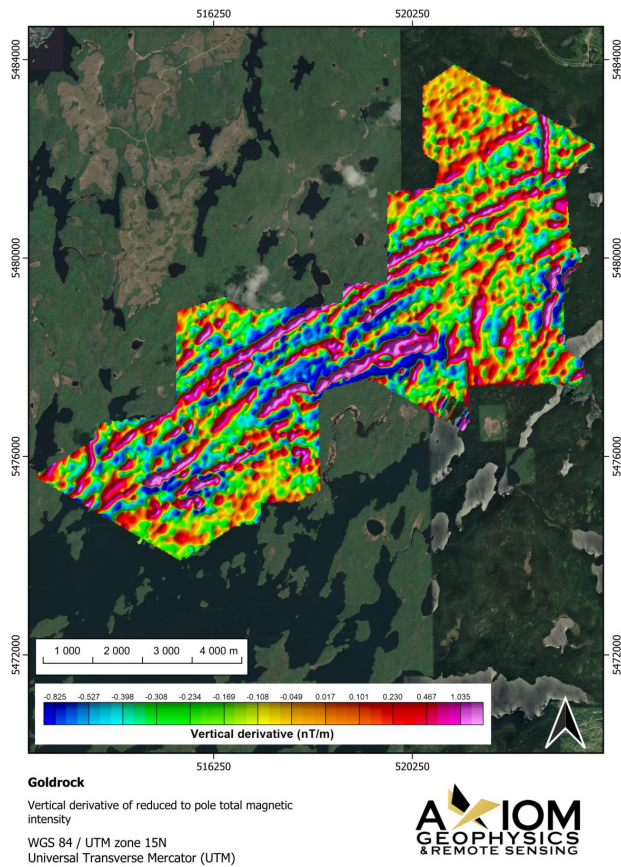 516250 520250
5484000 5484000
5480000 5480000
5476000 5476000
5472000 5472000
1 000 2 000 3 000 4 000 m
-0.825 -0.527 -0.398 -0.308 -0.234 -0.169 -0.108 -0.049 0.017 0.101 0.230 0.467 1.035
Vertical derivative (nT/m)
516250 520250
Goldrock
Vertical derivative of reduced to pole total magnetic
intensity
WGS 84 / UTM zone 15N
Universal Transverse Mercator (UTM)
AXIOM
GEOPHYSICS
& REMOTE SENSING